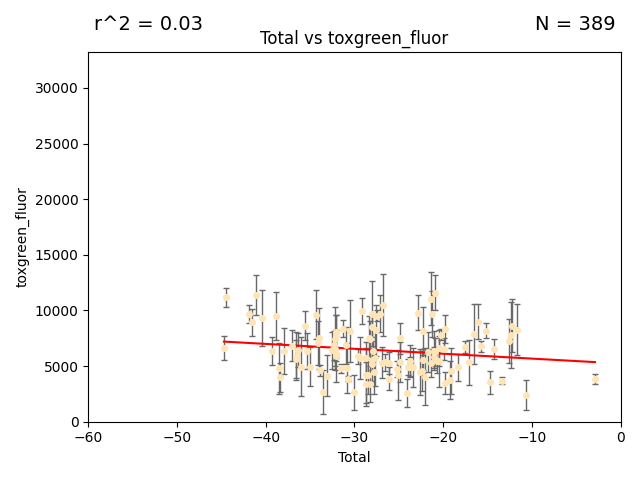 r^2 = 0.03
N = 389
Total vs toxgreen_fluor
30000
25000
20000
15000
10000
5000
0
toxgreen_fluor
−60 −50 −40 −30 −20 −10 0
Total